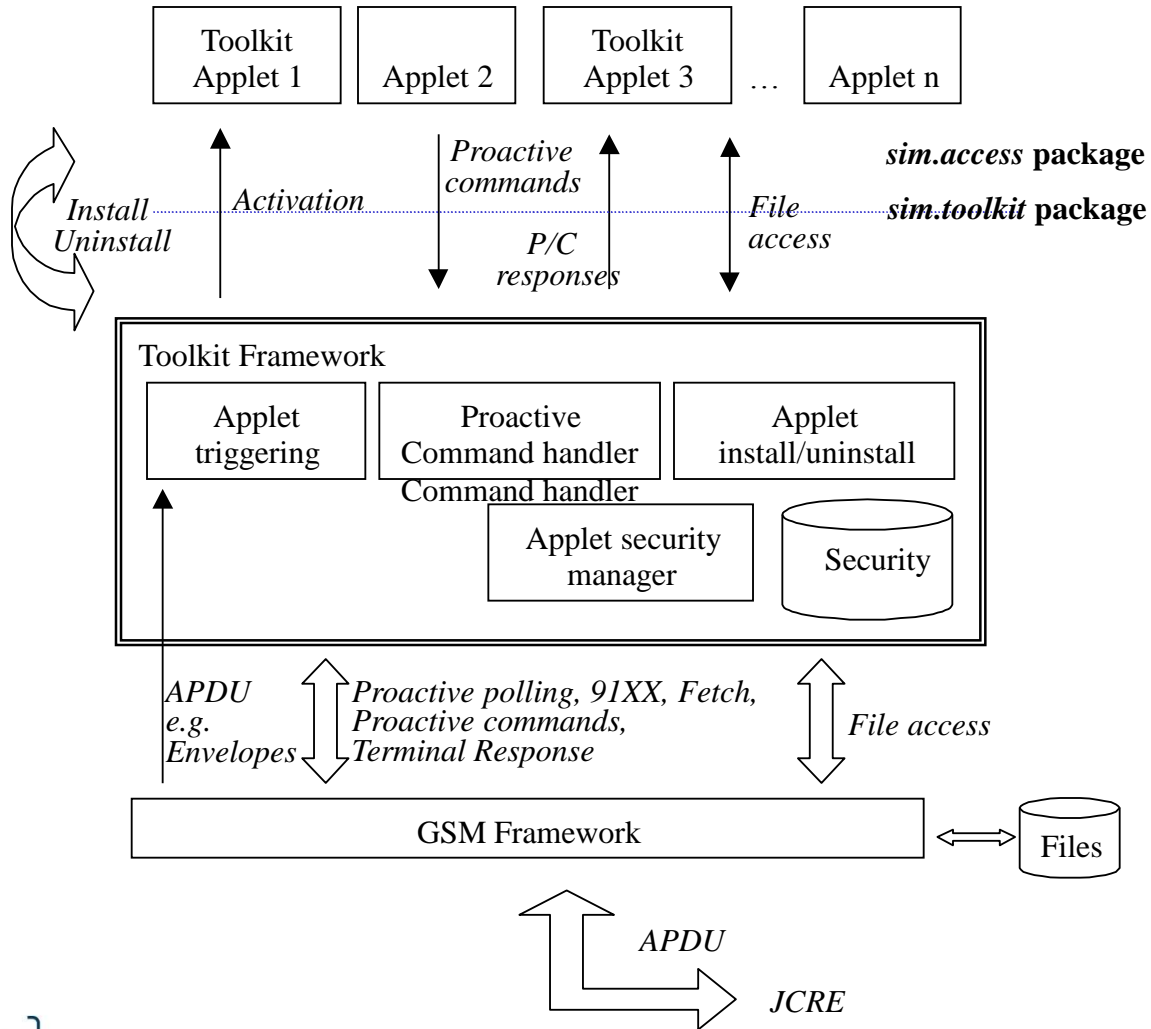 Toolkit
Applet 1
Applet 2
Toolkit
Applet 3
...
Applet n
sim.access package
sim.toolkit package
Install
Uninstall
Activation
Proactive
commands
P/C
responses
File
access
Toolkit Framework
Applet
triggering
Proactive
Command handler
Command handler
Applet
install/uninstall
Applet security
manager
Security
APDU
e.g.
Envelopes
Proactive polling, 91XX, Fetch,
Proactive commands,
Terminal Response
File access
GSM Framework
Files
APDU
JCRE